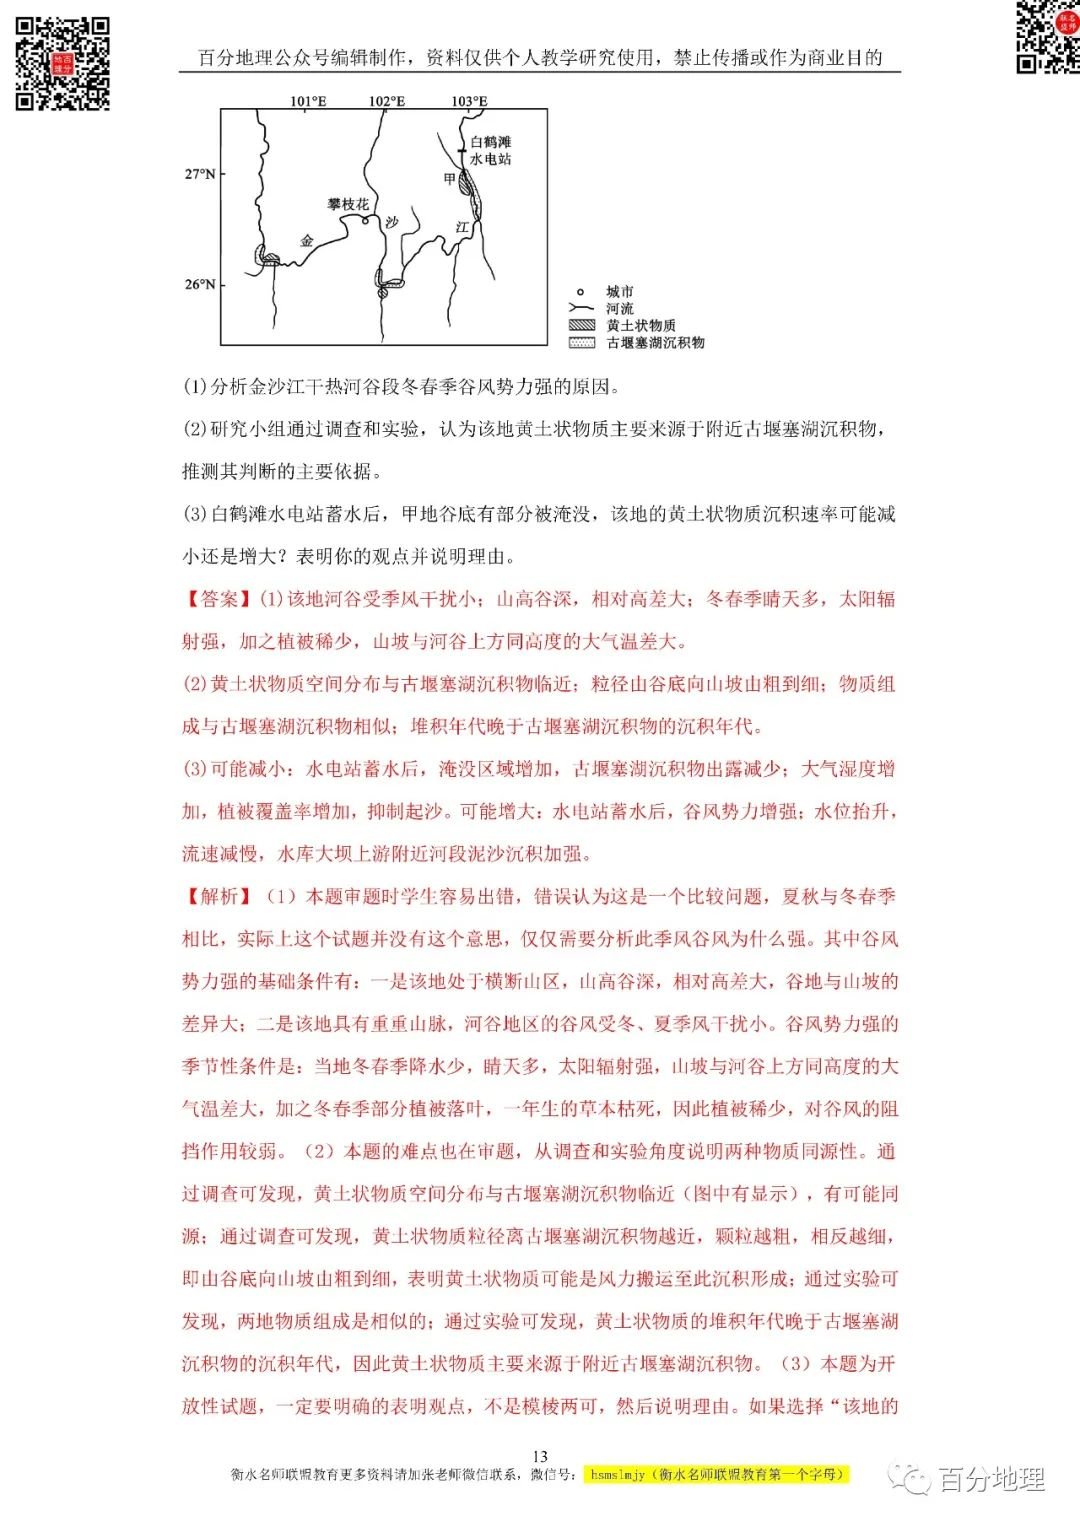 百分地理公众号编辑制作，资料仅供个人教学研究使用，禁止传播或作为商业目的
101°E 102°E 103°E
白鹤滩
水电站
27°N
甲
攀枝花
沙
江
金
26°N
城市
河流
黄土状物质
古堰塞湖沉积物
(1)分析金沙江干热河谷段冬春季谷风势力强的原因。
(2)研究小组通过调查和实验，认为该地黄土状物质主要来源于附近古堰塞湖沉积物，
推测其判断的主要依据。
(3)白鹤滩水电站蓄水后，甲地谷底有部分被淹没，该地的黄土状物质沉积速率可能减
小还是增大？表明你的观点并说明理由。
【答案】(1)该地河谷受季风干扰小；山高谷深，相对高差大；冬春季晴天多，太阳辐
射强，加之植被稀少，山坡与河谷上方同高度的大气温差大。
(2)黄土状物质空间分布与古堰塞湖沉积物临近；粒径由谷底向山坡由粗到细；物质组
成与古堰塞湖沉积物相似；堆积年代晚于古堰塞湖沉积物的沉积年代。
(3)可能减小：水电站蓄水后，淹没区域增加，古堰塞湖沉积物出露减少；大气湿度增
加，植被覆盖率增加，抑制起沙。可能增大：水电站蓄水后，谷风势力增强；水位抬升，
流速减慢，水库大坝上游附近河段泥沙沉积加强。
【解析】（1）本题审题时学生容易出错，错误认为这是一个比较问题，夏秋与冬春季
相比，实际上这个试题并没有这个意思，仅仅需要分析此季风谷风为什么强。其中谷风
势力强的基础条件有：一是该地处于横断山区，山高谷深，相对高差大，谷地与山坡的
差异大；二是该地具有重重山脉，河谷地区的谷风受冬、夏季风干扰小。谷风势力强的
季节性条件是：当地冬春季降水少，晴天多，太阳辐射强，山坡与河谷上方同高度的大
气温差大，加之冬春季部分植被落叶，一年生的草本枯死，因此植被稀少，对谷风的阻
挡作用较弱。（2）本题的难点也在审题，从调查和实验角度说明两种物质同源性。通
过调查可发现，黄土状物质空间分布与古堰塞湖沉积物临近（图中有显示），有可能同
源；通过调查可发现，黄土状物质粒径离古堰塞湖沉积物越近，颗粒越粗，相反越细，
即由谷底向山坡由粗到细，表明黄土状物质可能是风力搬运至此沉积形成；通过实验可
发现，两地物质组成是相似的；通过实验可发现，黄土状物质的堆积年代晚于古堰塞湖
沉积物的沉积年代，因此黄土状物质主要来源于附近古堰塞湖沉积物。（3）本题为开
放性试题，一定要明确的表明观点，不是模棱两可，然后说明理由。如果选择“该地的
13
衡水名师联盟教育更多资料请加张老师微信联系，微信号：hsmslmjy（衡水名师联盟教育第一个字母）
百分地理